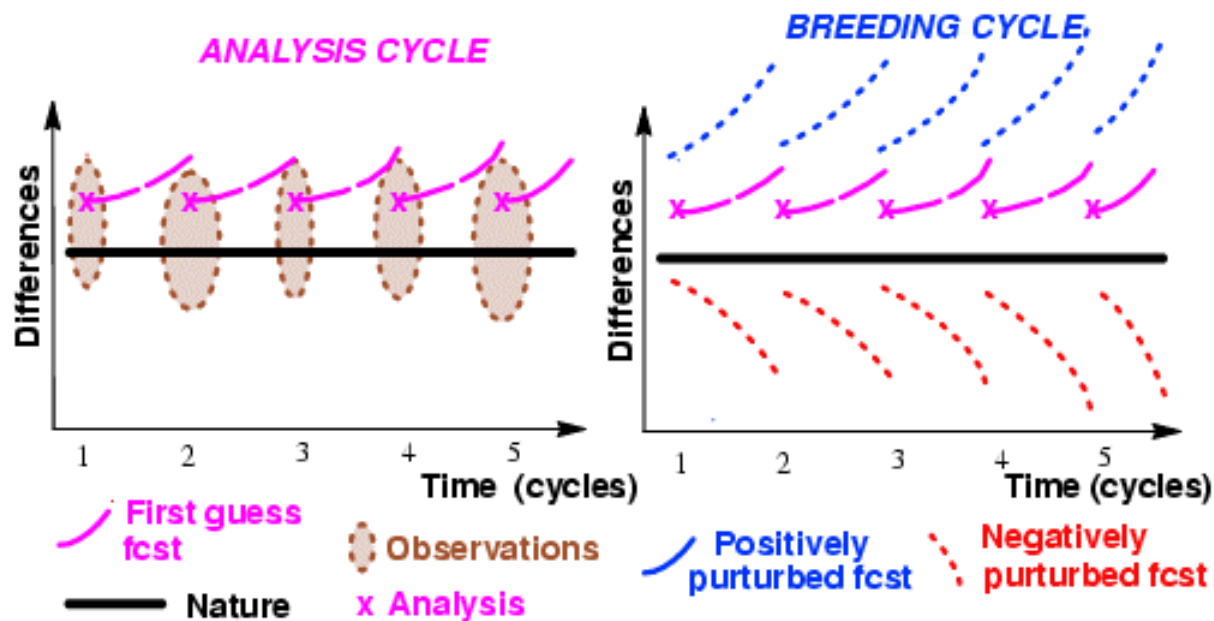 ANALYSIS CYCLE
Differences
1 2 3 4 5
Time (cycles)
First guess
fcst
Observations
Nature
x Analysis
BREEDING CYCLE
Differences
1 2 3 4 5
Time (cycles)
Positively
purturbed fcst
Negatively
purturbed fcst